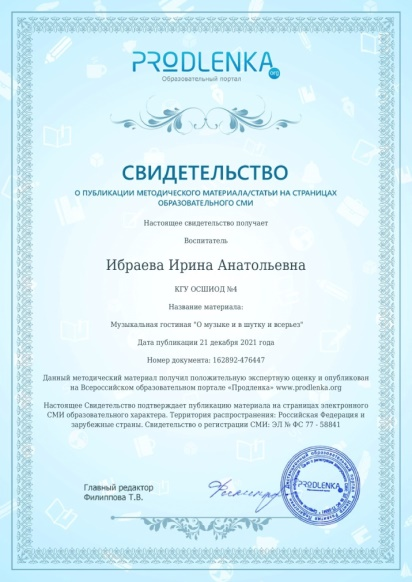 PRODLENKA
.org
Образовательный портал
СВИДЕТЕЛЬСТВО
О ПУБЛИКАЦИИ МЕТОДИЧЕСКОГО МАТЕРИАЛА/СТАТЬИ НА СТРАНИЦАХ
ОБРАЗОВАТЕЛЬНОГО СМИ
Настоящее свидетельство получает
Воспитатель
Ибраева Ирина Анатольевна
КГУ ОСШИОД №4
Название материала:
Музыкальная гостиная "О музыке и в шутку и всерьез"
Дата публикации 21 декабря 2021 года
Номер документа: 162892-476447
Данный методический материал получил положительную экспертную оценку и опубликован
на Всероссийском образовательном портале «Продленка» www.prodlenka.org
Настоящее Свидетельство подтверждает публикацию материала на страницах электронного
СМИ образовательного характера. Территория распространения: Российская Федерация и
зарубежные страны. Свидетельство о регистрации СМИ: ЭЛ № ФС 77 - 58841
Главный редактор
Филиппова Т.В.
PRODLENKA